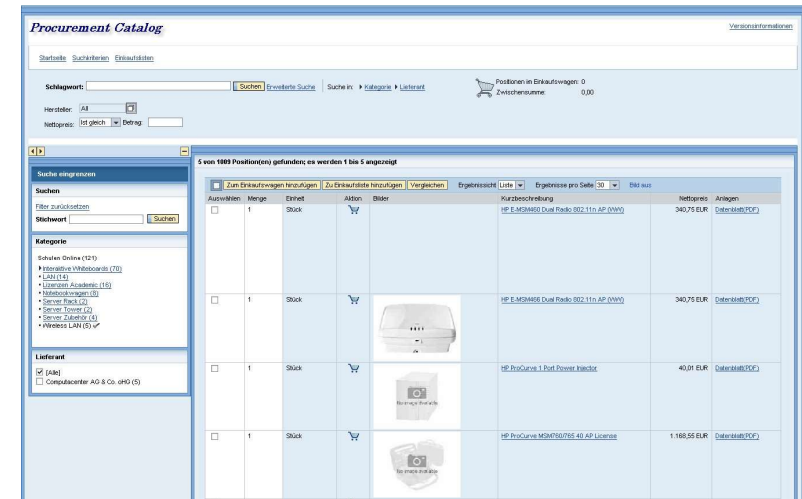 Procurement Catalog
Versionsinformationen
Startseite Suchkriterien Einkaufslisten
Schlagwort: Suchen Erweiterte Suche Suche in: Kategorie Lieferant
Positionen im Einkaufswagen: 0
Zwischensumme: 0,00
Hersteller: All
Nettopreis: Ist gleich Betrag:
5 von 1009 Position(en) gefunden; es werden 1 bis 5 angezeigt
Suche eingrenzen
Suchen
Filter zurücksetzen
Stichwort Suchen
Kategorie
Schulen Online (121)
Interaktive Whiteboards (70)
LAN (14)
Lizenzen Academic (16)
Notebookwagen (8)
Server Rack (2)
Server Tower (2)
Server Zubehör (4)
Wireless LAN (5)
Lieferant
[Alle]
Computacenter AG & Co. oHG (5)
Zum Einkaufswagen hinzufügen Zu Einkaufsliste hinzufügen Vergleichen Ergebnissicht Liste Ergebnisse pro Seite 30 Bild aus
Auswählen Menge Einheit Aktion Bilder Kurzbeschreibung Nettopreis Anlagen
1 Stück HP E-MSM460 Dual Radio 802.11n AP (WW) 340,75 EUR Datenblatt(PDF)
1 Stück HP E-MSM466 Dual Radio 802.11n AP (WW) 340,75 EUR Datenblatt(PDF)
1 Stück HP ProCurve 1 Port Power Injector 40,01 EUR Datenblatt(PDF)
No image available
1 Stück HP ProCurve MSM760/765 40 AP License 1.168,55 EUR Datenblatt(PDF)
No image available